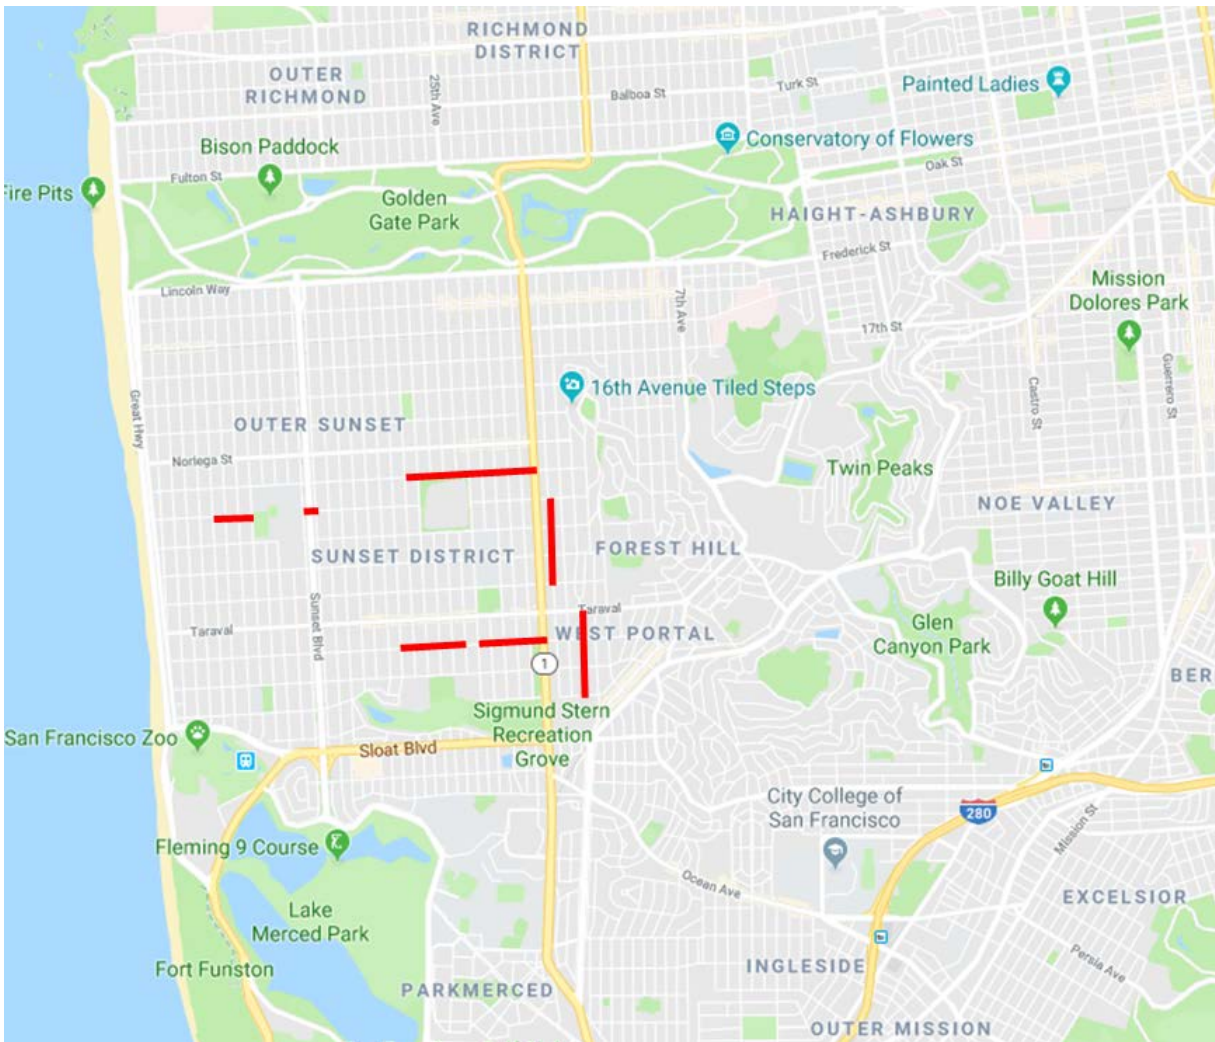 RICHMOND
DISTRICT
OUTER
RICHMOND
25th Ave
Balboa St
Turk St
Painted Ladies
Bison Paddock
Conservatory of Flowers
Fulton St
Oak St
Fire Pits
Golden
Gate Park
HAIGHT-ASHBURY
Frederick St
Lincoln Way
7th Ave
Mission
Dolores Park
17th St
16th Avenue Tiled Steps
Great Hwy
Castro St
Guerrero St
OUTER SUNSET
Noriega St
Twin Peaks
NOE VALLEY
SUNSET DISTRICT
FOREST HILL
Billy Goat Hill
Sunset Blvd
Taraval
Taraval
WEST PORTAL
Glen
Canyon Park
1
BER
Sigmund Stern
Recreation
Grove
San Francisco Zoo
Sloat Blvd
City College of
San Francisco
280
Mission St
Fleming 9 Course
Ocean Ave
EXCELSIOR
Lake
Merced Park
Fort Funston
INGLESIDE
Persia Ave
PARKMERCED
OUTER MISSION